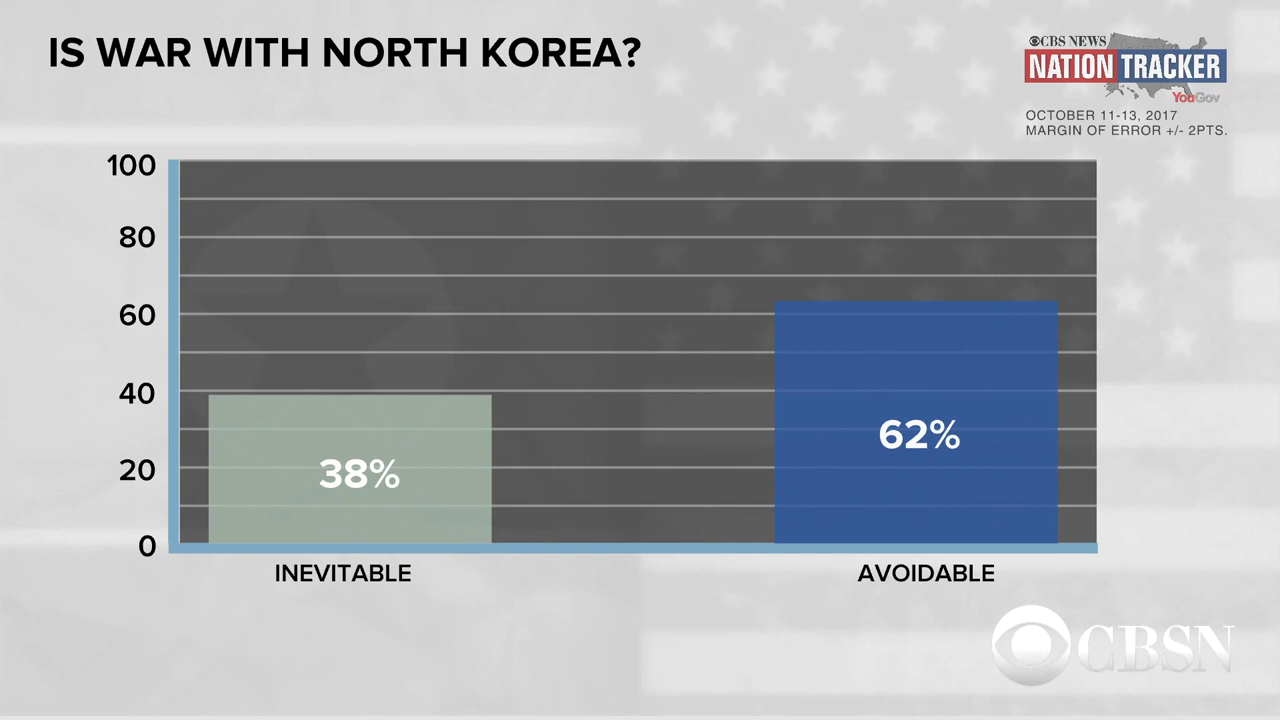 IS WAR WITH NORTH KOREA?
CBS NEWS
NATION TRACKER
YouGov
OCTOBER 11-13, 2017
MARGIN OF ERROR +/- 2PTS.
100
80
60
40
20
0
38%
62%
INEVITABLE
AVOIDABLE
CBSN